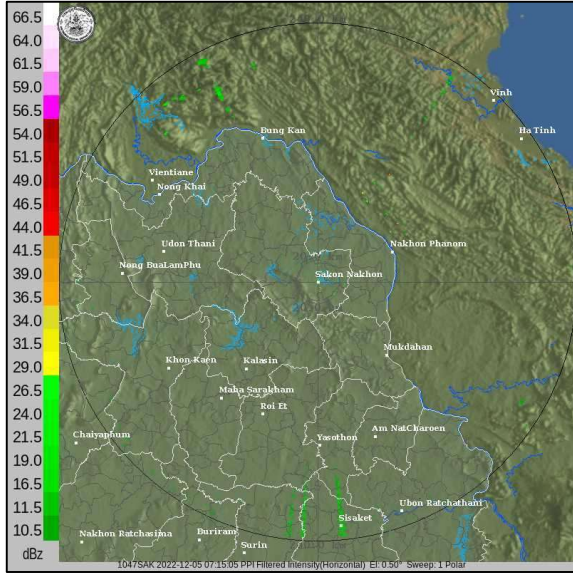 66.5
64.0
61.5
59.0
56.5
54.0
51.5
49.0
46.5
44.0
41.5
39.0
36.5
34.0
31.5
29.0
26.5
24.0
21.5
19.0
16.5
14.0
11.5
10.5
dBz
Vinh
Ha Tinh
Bung Kan
Vientiane
Nong Khai
Udon Thani
Nakhon Phanom
Nong BuaLamPhu
Sakon Nakhon
Mukdahan
Khon Kaen
Kalasin
Maha Sarakham
Roi Et
Am NatCharoen
Chaiyaphum
Yasothon
Ubon Ratchathani
Sisaket
Nakhon Ratchasima
Buriram
Surin
1047SAK 2022-12-05 07:15:05 PPI Filtered Intensity(Horizontal) El: 0.50° Sweep: 1 Polar